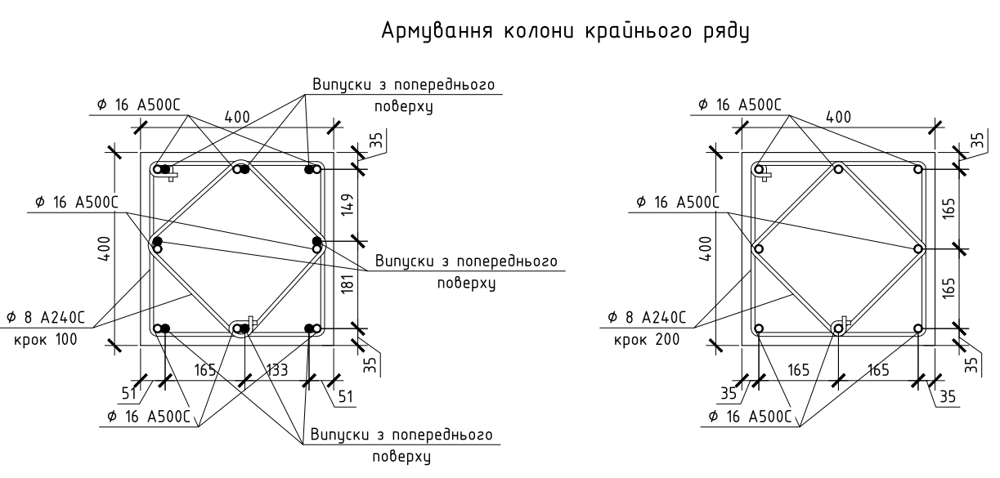 Армування колони крайнього ряду
Випуски з попереднього
поверху
Ø 16 А500С
400
35
Ø 16 А500С
149
400
Випуски з попереднього
поверху
181
Ø 8 А240С
крок 100
35
165
133
51
51
Ø 16 А500С
Випуски з попереднього
поверху
Ø 16 А500С
400
35
Ø 16 А500С
165
400
165
Ø 8 А240С
крок 200
35
165
165
35
35
Ø 16 А500С